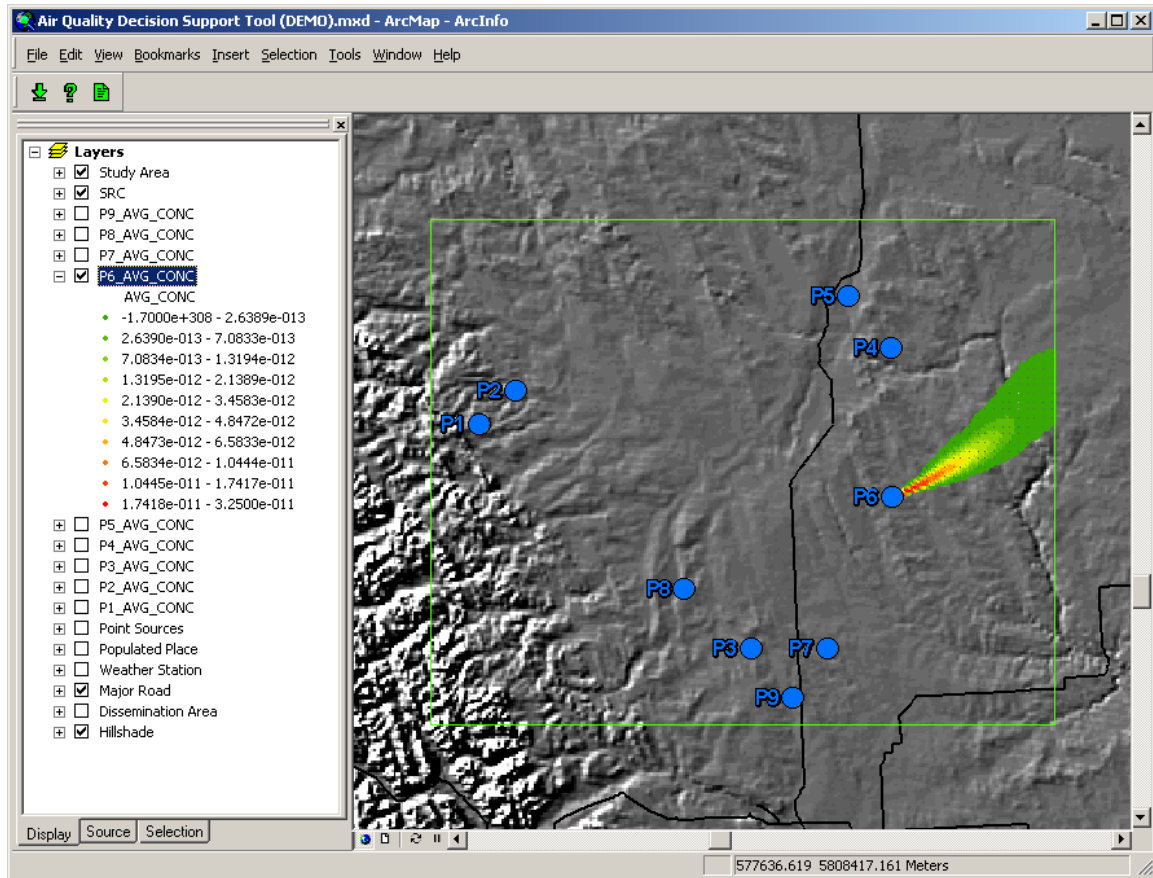 Air Quality Decision Support Tool (DEMO).mxd - ArcMap - ArcInfo
File Edit View Bookmarks Insert Selection Tools Window Help
Layers
Study Area
SRC
P9_AVG_CONC
P8_AVG_CONC
P7_AVG_CONC
P6_AVG_CONC
AVG_CONC
-1.7000e+308 - 2.6389e-013
2.6390e-013 - 7.0833e-013
7.0834e-013 - 1.3194e-012
1.3195e-012 - 2.1389e-012
2.1390e-012 - 3.4583e-012
3.4584e-012 - 4.8472e-012
4.8473e-012 - 6.5833e-012
6.5834e-012 - 1.0444e-011
1.0445e-011 - 1.7417e-011
1.7418e-011 - 3.2500e-011
P5_AVG_CONC
P4_AVG_CONC
P3_AVG_CONC
P2_AVG_CONC
P1_AVG_CONC
Point Sources
Populated Place
Weather Station
Major Road
Dissemination Area
Hillshade
Display Source Selection
P5
P4
P2
P1
P6
P8
P3 P7
P9
577636.619 5808417.161 Meters